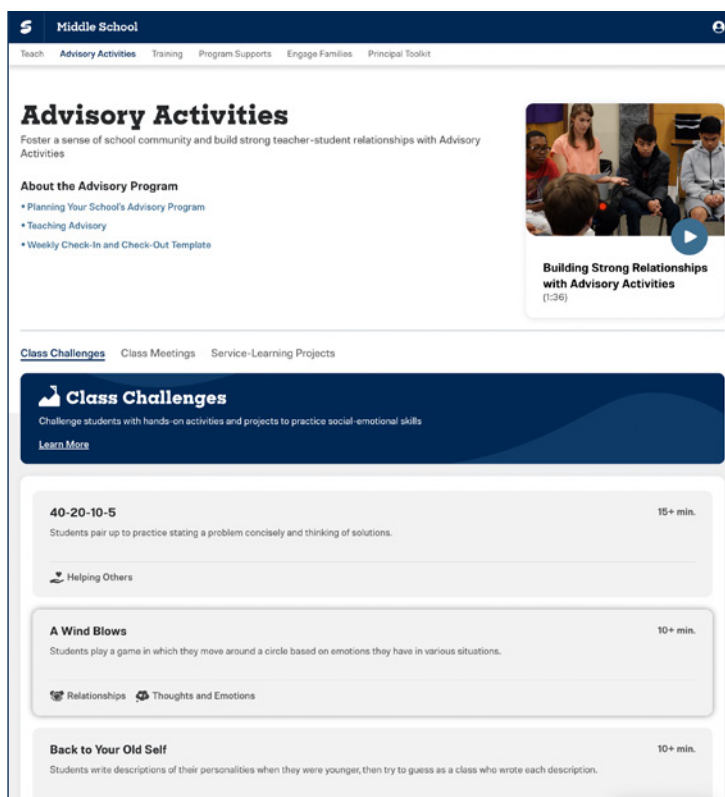 Middle School
Teach Advisory Activities Training Program Supports Engage Families Principal Toolkit
Advisory Activities
Foster a sense of school community and build strong teacher-student relationships with Advisory
Activities
About the Advisory Program
• Planning Your School's Advisory Program
• Teaching Advisory
• Weekly Check-In and Check-Out Template
Building Strong Relationships
with Advisory Activities
(1:36)
Class Challenges Class Meetings Service-Learning Projects
Class Challenges
Challenge students with hands-on activities and projects to practice social-emotional skills
Learn More
40-20-10-5 15+ min.
Students pair up to practice stating a problem concisely and thinking of solutions.
Helping Others
A Wind Blows 10+ min.
Students play a game in which they move around a circle based on emotions they have in various situations.
Relationships Thoughts and Emotions
Back to Your Old Self 10+ min.
Students write descriptions of their personalities when they were younger, then try to guess as a class who wrote each description.